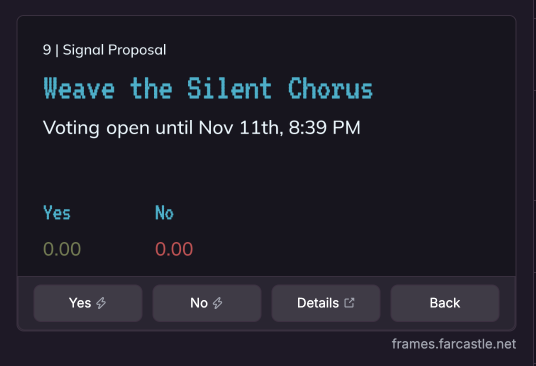 9 | Signal Proposal
Weave the Silent Chorus
Voting open until Nov 11th, 8:39 PM
Yes No
0.00 0.00
Yes No Details Back
frames.farcastle.net